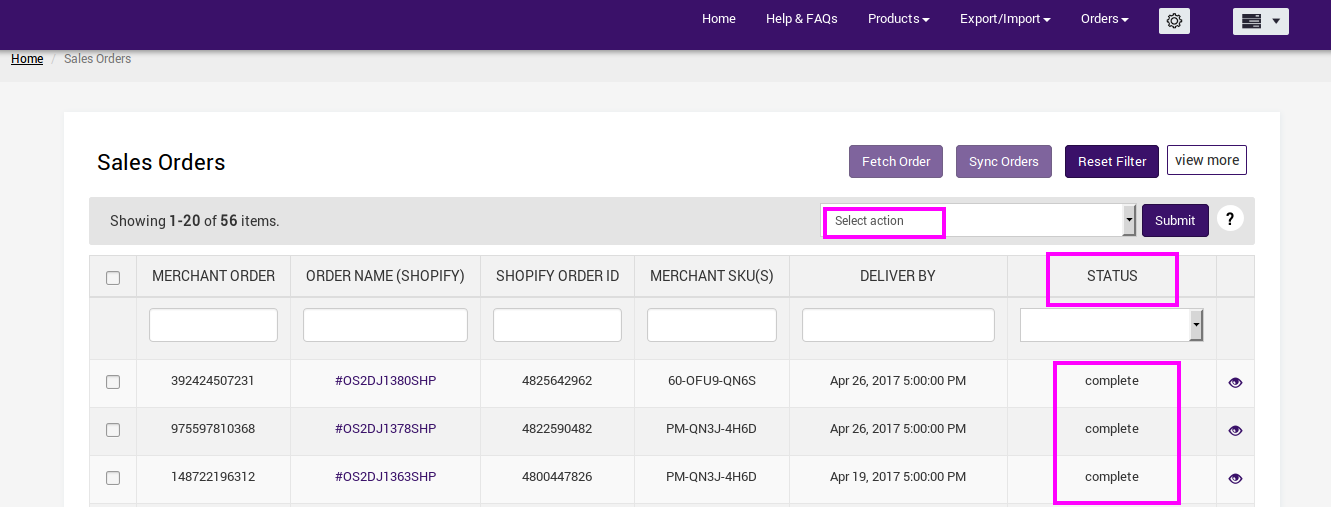 Home Help & FAQs Products Export/Import Orders
Home / Sales Orders
Sales Orders
Fetch Order Sync Orders Reset Filter view more
Showing 1-20 of 56 items. Select action Submit ?
MERCHANT ORDER ORDER NAME (SHOPIFY) SHOPIFY ORDER ID MERCHANT SKU(S) DELIVER BY STATUS
392424507231 #OS2DJ1380SHP 4825642962 60-OFU9-QN6S Apr 26, 2017 5:00:00 PM complete
975597810368 #OS2DJ1378SHP 4822590482 PM-QN3J-4H6D Apr 26, 2017 5:00:00 PM complete
148722196312 #OS2DJ1363SHP 4800447826 PM-QN3J-4H6D Apr 19, 2017 5:00:00 PM complete